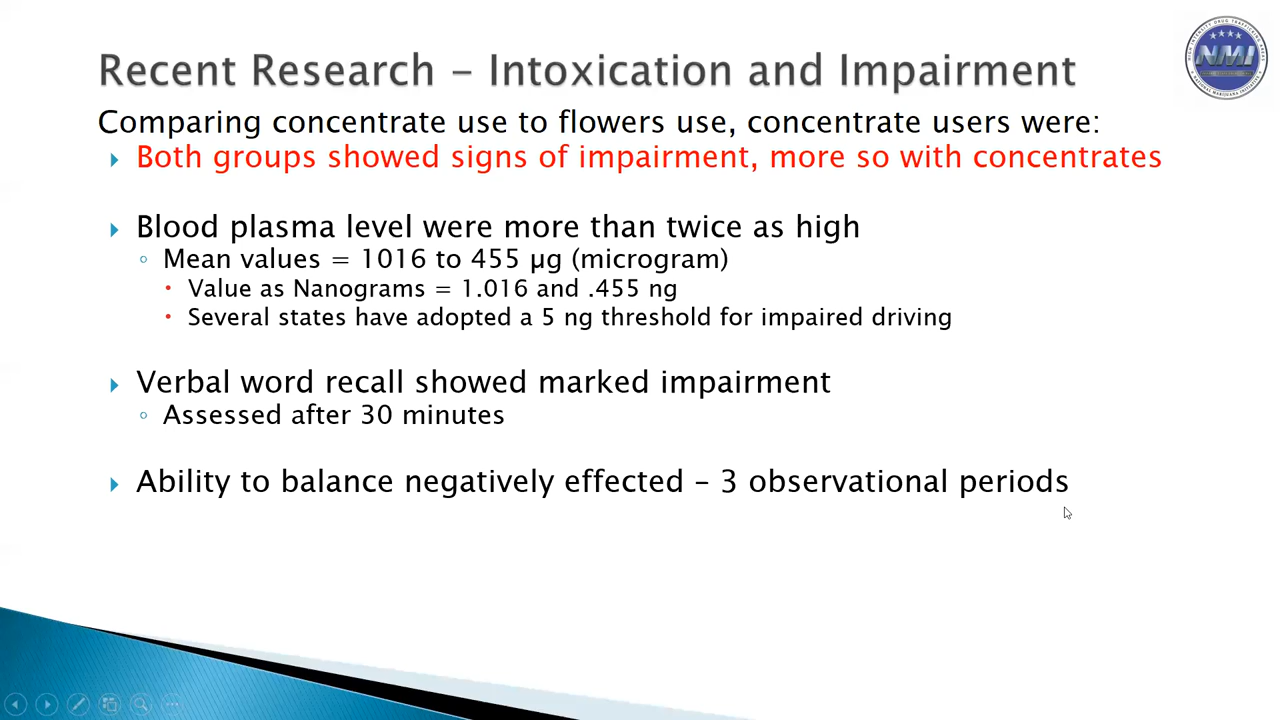 Recent Research – Intoxication and Impairment
NMI
Comparing concentrate use to flowers use, concentrate users were:
Both groups showed signs of impairment, more so with concentrates
Blood plasma level were more than twice as high
Mean values = 1016 to 455 µg (microgram)
Value as Nanograms = 1.016 and .455 ng
Several states have adopted a 5 ng threshold for impaired driving
Verbal word recall showed marked impairment
Assessed after 30 minutes
Ability to balance negatively effected – 3 observational periods